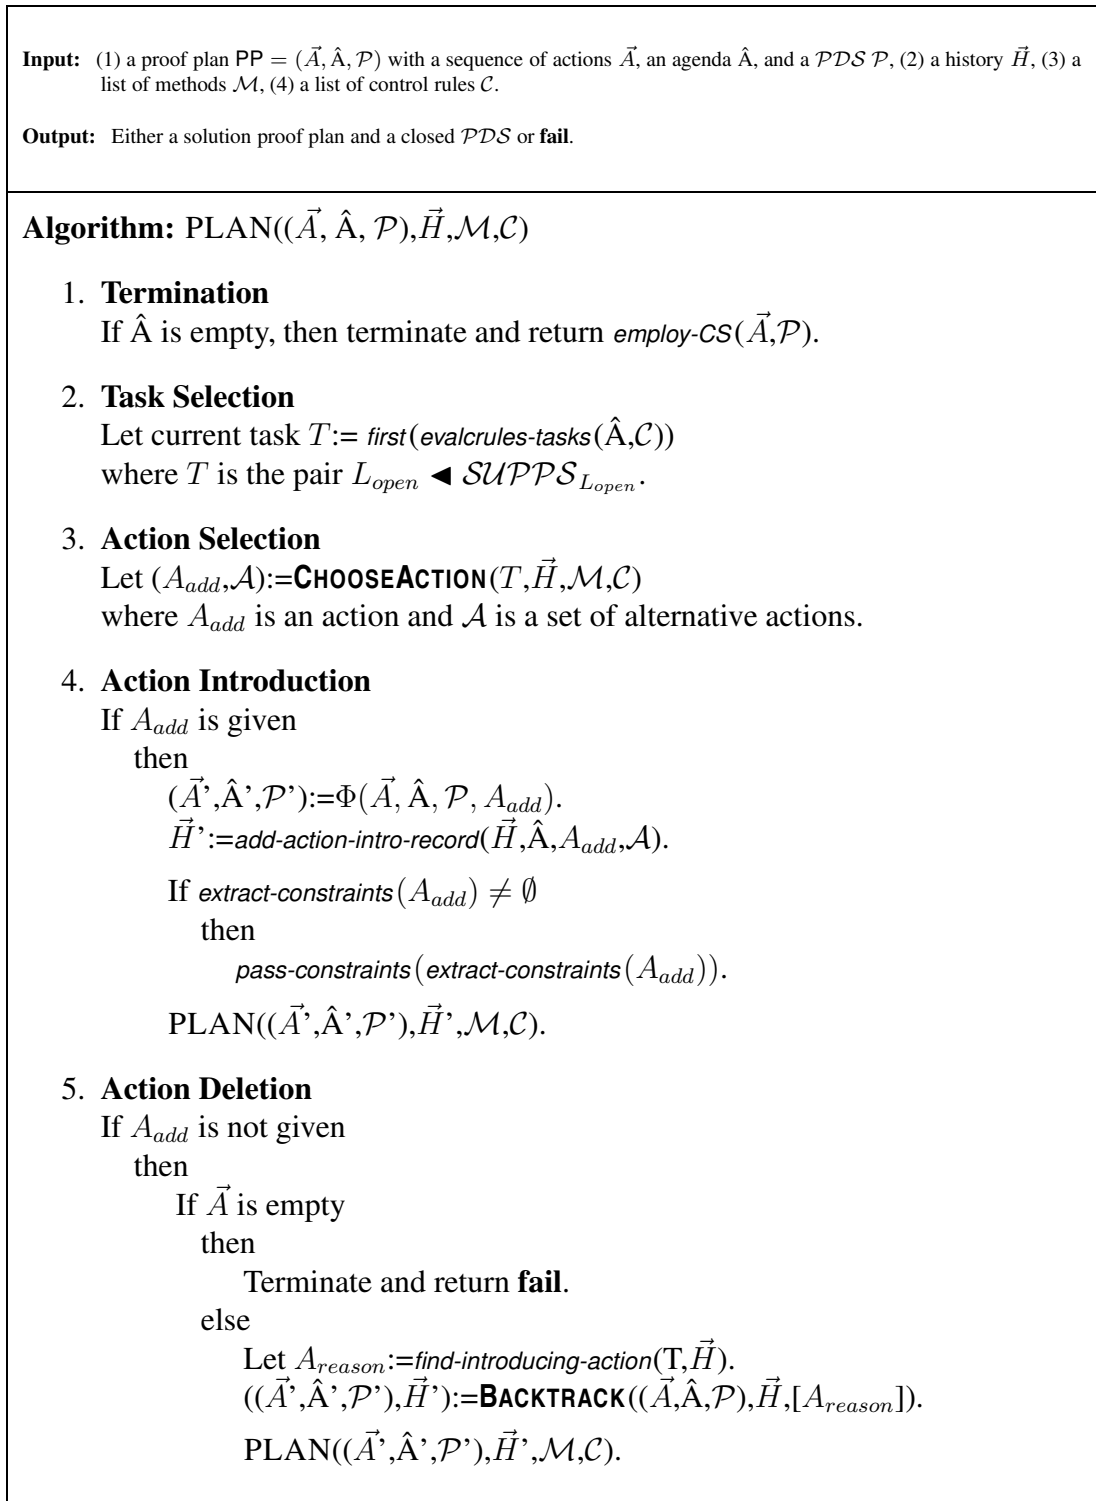 Input: (1) a proof plan PP = (A⃗, Â, 𝒫) with a sequence of actions A⃗, an agenda Â, and a 𝒫𝒟𝒮 𝒫, (2) a history H⃗, (3) a
list of methods ℳ, (4) a list of control rules 𝒞.
Output: Either a solution proof plan and a closed 𝒫𝒟𝒮 or fail.
Algorithm: PLAN((A⃗, Â, 𝒫),H⃗,ℳ,𝒞)
1. Termination
If Â is empty, then terminate and return employ-CS(A⃗,𝒫).
2. Task Selection
Let current task T:= first(evalcrules-tasks(Â,𝒞))
where T is the pair L_open ◄ 𝒮𝒰𝒫𝒫𝒮_{L_open}.
3. Action Selection
Let (A_add,𝒜):=CHOOSEACTION(T,H⃗,ℳ,𝒞)
where A_add is an action and 𝒜 is a set of alternative actions.
4. Action Introduction
If A_add is given
then
(A⃗’,Â’,𝒫’):=Φ(A⃗, Â, 𝒫, A_add).
H⃗’:=add-action-intro-record(H⃗,Â,A_add,𝒜).
If extract-constraints(A_add) ≠ ∅
then
pass-constraints(extract-constraints(A_add)).
PLAN((A⃗’,Â’,𝒫’),H⃗’,ℳ,𝒞).
5. Action Deletion
If A_add is not given
then
If A⃗ is empty
then
Terminate and return fail.
else
Let A_reason:=find-introducing-action(T,H⃗).
((A⃗’,Â’,𝒫’),H⃗’):=BACKTRACK((A⃗,Â,𝒫),H⃗,[A_reason]).
PLAN((A⃗’,Â’,𝒫’),H⃗’,ℳ,𝒞).